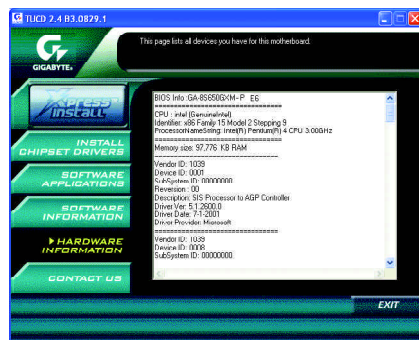 TUCD 2.4 B3.0829.1
This page lists all devices you have for this motherboard.
GIGABYTE
Xpress
INSTALL
INSTALL
CHIPSET DRIVERS
SOFTWARE
APPLICATIONS
SOFTWARE
INFORMATION
HARDWARE
INFORMATION
CONTACT US
BIOS Info :GA-8S650GXM-P E6
================================
CPU : intel (GenuineIntel)
Identifier: x86 Family 15 Model 2 Stepping 9
ProcessorNameString: Intel(R) Pentium(R) 4 CPU 3.00GHz
================================
Memory size: 97,776 KB RAM
--------------------------------
Vendor ID: 1039
Device ID: 0001
SubSystem ID: 00000000
Reversion : 00
Description: SIS Processor to AGP Controller
Driver Ver: 5.1.2600.0
Driver Date: 7-1-2001
Driver Provider: Microsoft
================================
Vendor ID: 1039
Device ID: 0008
SubSystem ID: 00000000
EXIT